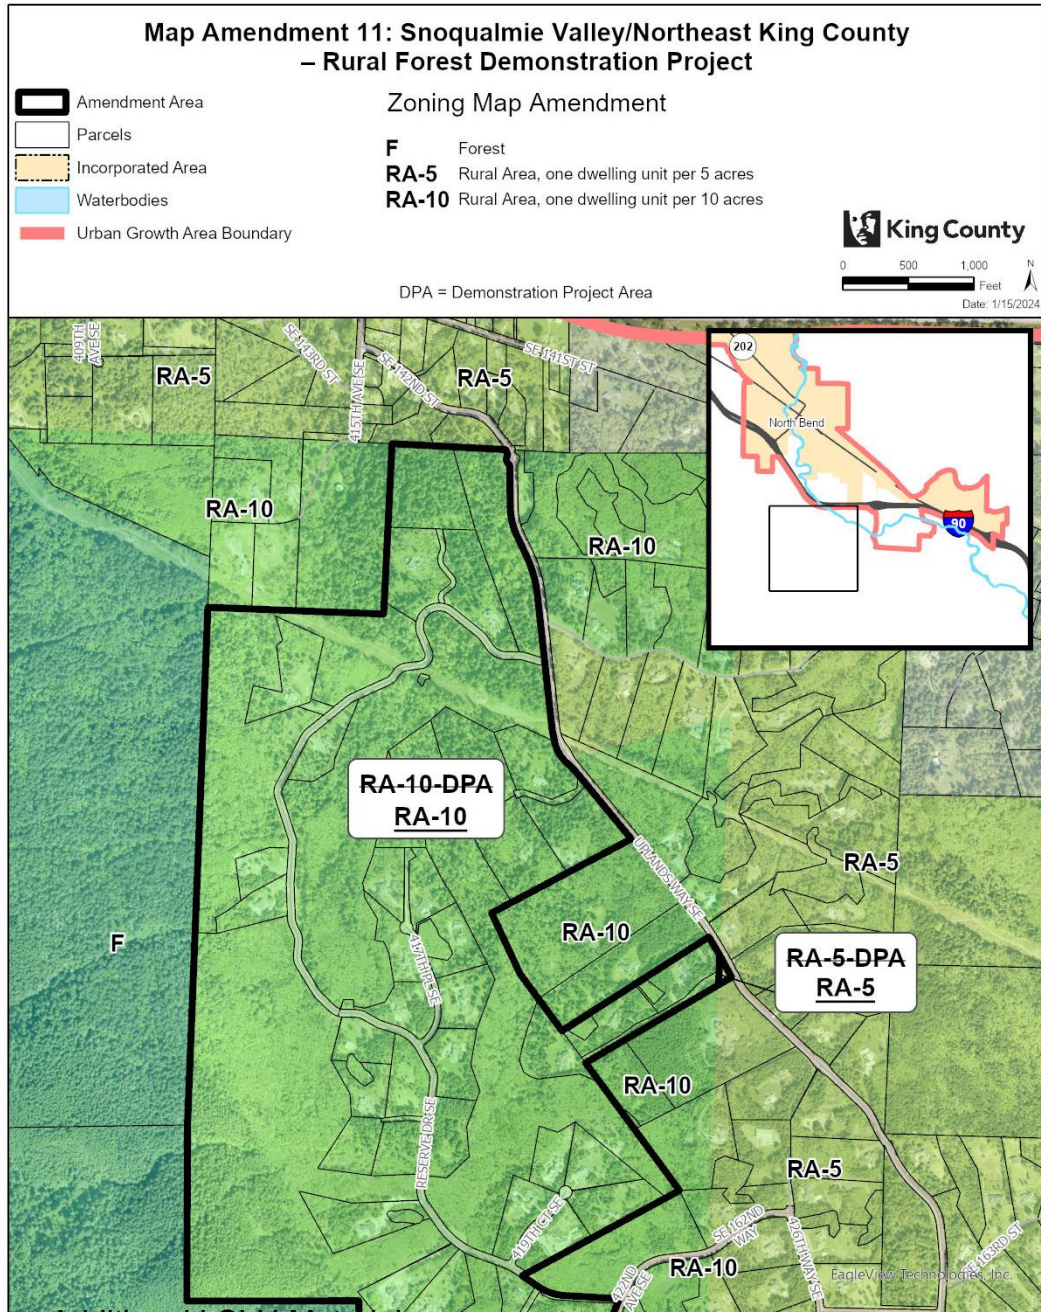 Map Amendment 11: Snoqualmie Valley/Northeast King County
– Rural Forest Demonstration Project
Amendment Area
Parcels
Incorporated Area
Waterbodies
Urban Growth Area Boundary
Zoning Map Amendment
F Forest
RA-5 Rural Area, one dwelling unit per 5 acres
RA-10 Rural Area, one dwelling unit per 10 acres
DPA = Demonstration Project Area
King County
0 500 1,000
Feet
N
Date: 1/15/2024
409TH
AVE SE
SE 143RD ST
415TH AVE SE
SE 142ND ST
SE 141ST ST
RA-5
RA-5
202
North Bend
90
RA-10
RA-10
RA-10-DPA
RA-10
UPLANDS WAY SE
RA-5
F
417TH PL SE
RA-10
RA-5-DPA
RA-5
RA-10
RESERVE DR SE
419TH CT SE
RA-5
SE 162ND
WAY
426TH WAY SE
SE 163RD ST
422ND
AVE SE
RA-10
EagleView Technologies, Inc.